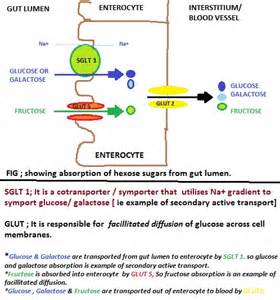 GUT LUMEN ENTEROCYTE INTERSTITIUM/
BLOOD VESSEL
Na+ Na+
SGLT 1
GLUCOSE OR
GALACTOSE
GLUCOSE
GALACTOSE
FRUCTOSE GLUT 5 GLUT 2 FRUCTOSE
ENTEROCYTE
FIG ; showing absorption of hexose sugars from gut lumen.
SGLT 1; It is a cotransporter / symporter that utilises Na+ gradient to
symport glucose/ galactose [ ie example of secondary active transport]
GLUT ; It is responsible for facillitated diffusion of glucose across cell
membranes.
*Glucose & Galactose are transported from gut lumen to enterocyte by SGLT 1. so glucose
and galactose absorption is example of secondary active transport.
*Fructose is absorbed into enterocyte by GLUT 5, So fructose absorption is an example of
facillitated diffusion.
*Glucose , Galactose & Fructose are transported out of enterocyte to blood by GLUT2.